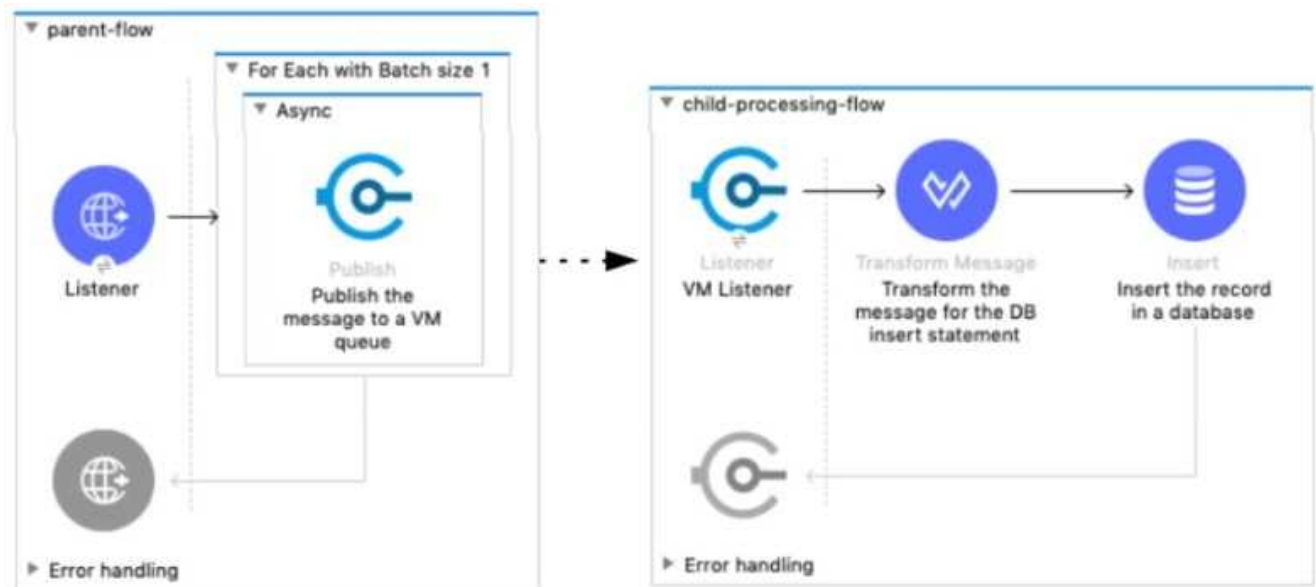 parent-flow
For Each with Batch size 1
Async
Listener
Publish
Publish the
message to a VM
queue
Error handling
child-processing-flow
Listener
VM Listener
Transform Message
Transform the
message for the DB
insert statement
Insert
Insert the record
in a database
Error handling